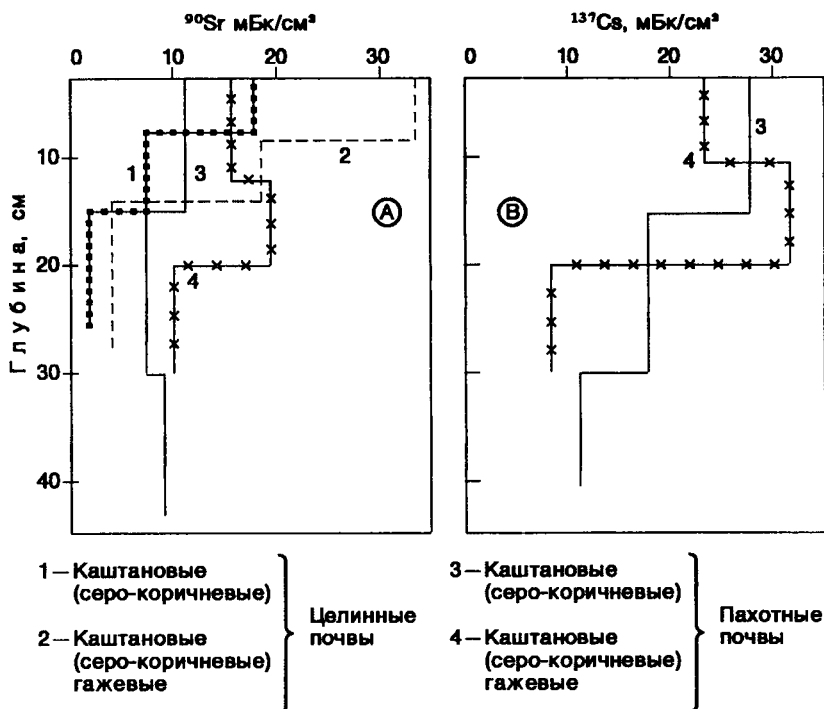 ⁹⁰Sr мБк/см²
¹³⁷Cs, мБк/см²
0 10 20 30
0 10 20 30
Глубина, см
10
20
30
40
1
3
2
4
А
3
4
В
1 — Каштановые
(серо-коричневые)
2 — Каштановые
(серо-коричневые)
гажевые
Целинные
почвы
3 — Каштановые
(серо-коричневые)
4 — Каштановые
(серо-коричневые)
гажевые
Пахотные
почвы